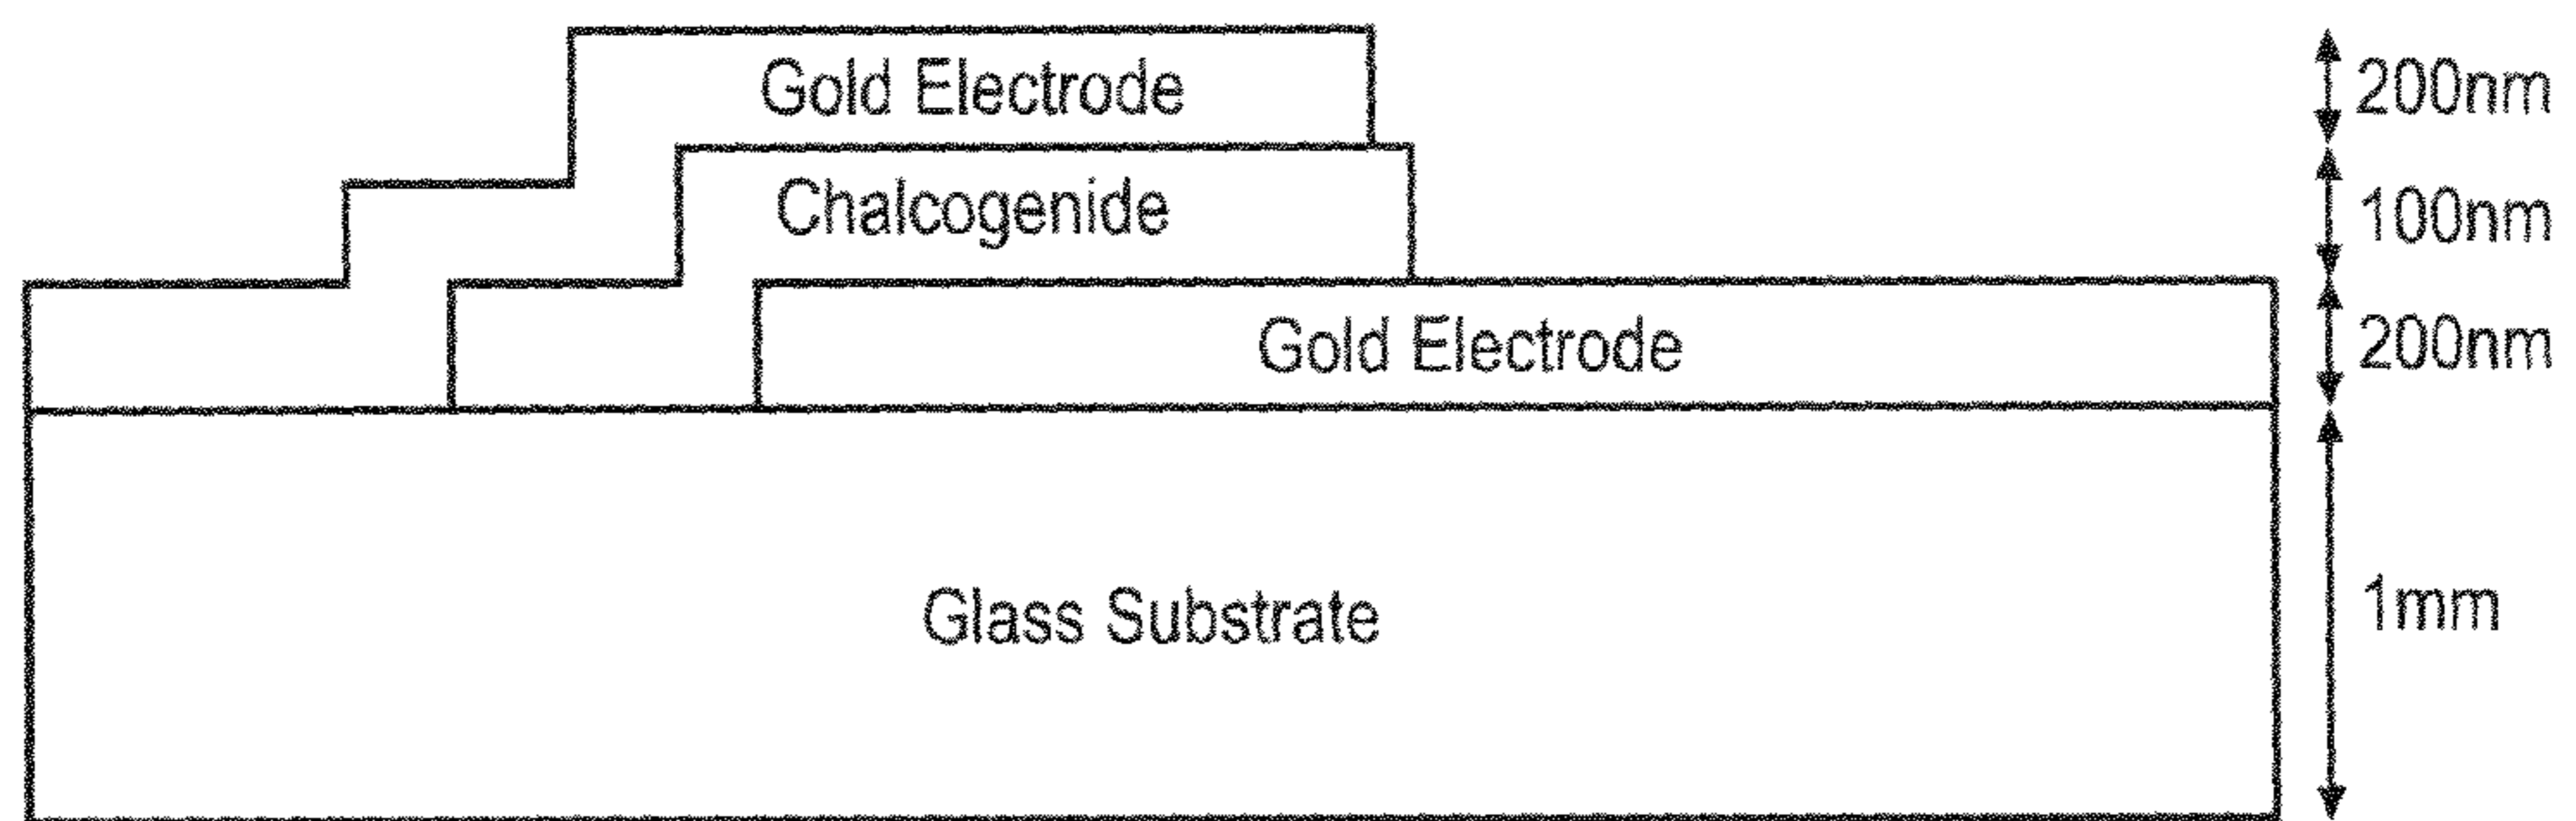 Gold Electrode
200nm
Chalcogenide
100nm
Gold Electrode
200nm
Glass Substrate
1mm